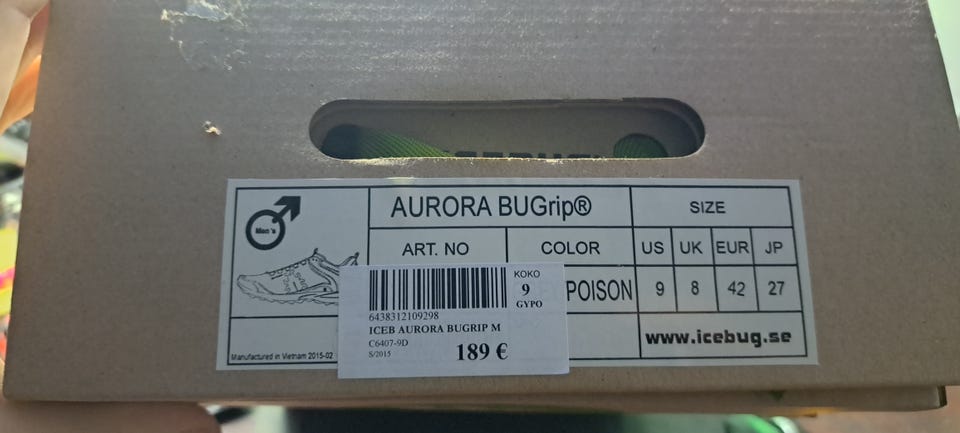 ICEBUG
Men's
AURORA BUGrip®
SIZE
ART. NO
COLOR
US
UK
EUR
JP
POISON
9
8
42
27
KOKO
9
GYPO
6438312109298
ICEB AURORA BUGRIP M
C6407-9D
S/2015
189 €
www.icebug.se
Manufactured in Vietnam 2015-02